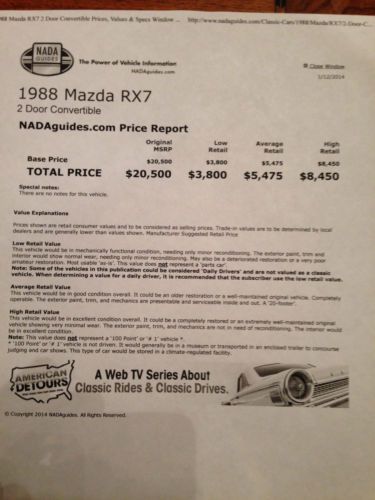 988 Mazda RX7 2 Door Convertible Prices, Values & Specs Window ... http://www.nadaguides.com/Classic-Cars/1988/Mazda/RX7/2-Door-C...
NADA
GUIDES
The Power of Vehicle Information
NADAguides.com
Close Window
1/12/2014
1988 Mazda RX7
2 Door Convertible
NADAguides.com Price Report
Original Low Average High
MSRP Retail Retail Retail
Base Price $20,500 $3,800 $5,475 $8,450
TOTAL PRICE $20,500 $3,800 $5,475 $8,450
Special notes:
There are no notes for this vehicle.
Value Explanations
Prices shown are retail consumer values and to be considered as selling prices. Trade-in values are to be determined by local
dealers and are generally lower than values shown. Manufacturer Suggested Retail Price
Low Retail Value
This vehicle would be in mechanically functional condition, needing only minor reconditioning. The exterior paint, trim and
interior would show normal wear, needing only minor reconditioning. May also be a deteriorated restoration or a very poor
amateur restoration. Most usable "as-is". This value does not represent a "parts car".
Note: Some of the vehicles in this publication could be considered 'Daily Drivers' and are not valued as a classic
vehicle. When determining a value for a daily driver, it is recommended that the subscriber use the low retail value.
Average Retail Value
This vehicle would be in good condition overall. It could be an older restoration or a well-maintained original vehicle. Completely
operable. The exterior paint, trim, and mechanics are presentable and serviceable inside and out. A "20-footer".
High Retail Value
This vehicle would be in excellent condition overall. It could be a completely restored or an extremely well-maintained original
vehicle showing very minimal wear. The exterior paint, trim, and mechanics are not in need of reconditioning. The interior would
be in excellent condition.
Note: This value does not represent a "100 Point" or "# 1" vehicle *.
* '100 Point' or '# 1' vehicle is not driven. It would generally be in a museum or transported in an enclosed trailer to concourse
judging and car shows. This type of car would be stored in a climate-regulated facility.
AMERICAN
DETOURS
A Web TV Series About
Classic Rides & Classic Drives.
© Copyright 2014 NADAguides. All Rights Reserved.